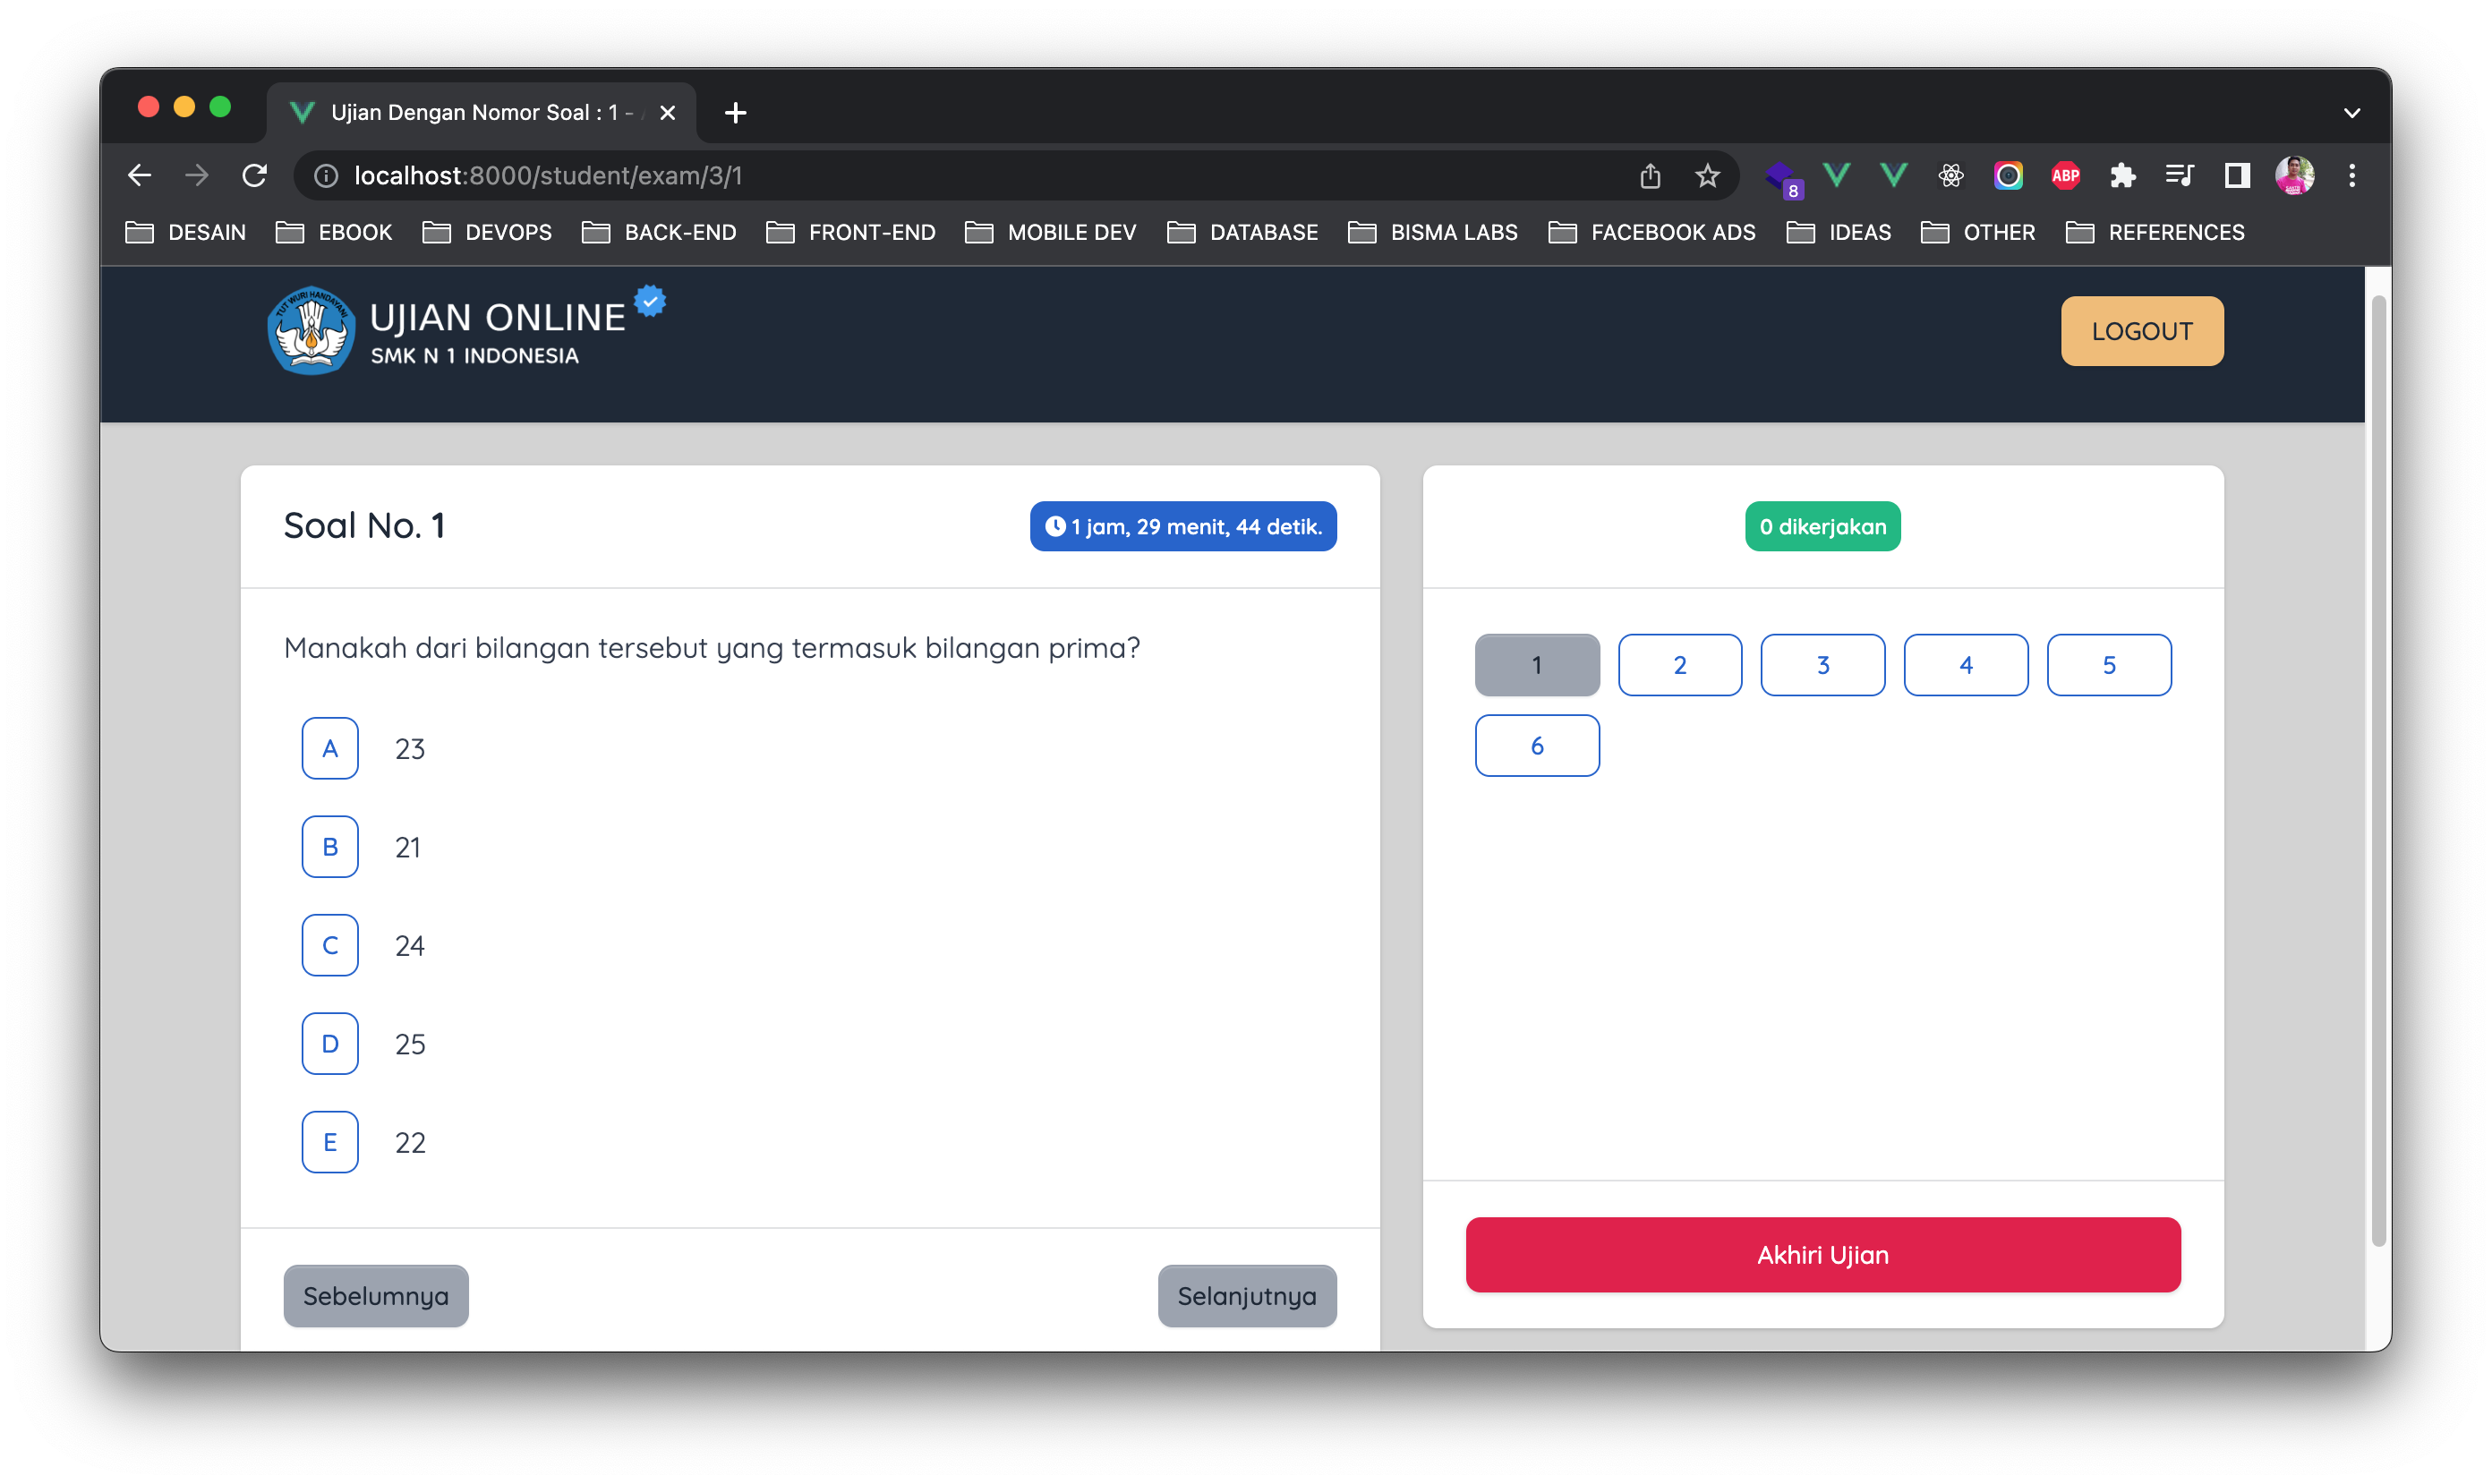 Ujian Dengan Nomor Soal : 1 -
localhost:8000/student/exam/3/1
8
ABP
DESAIN EBOOK DEVOPS BACK-END FRONT-END MOBILE DEV DATABASE BISMA LABS FACEBOOK ADS IDEAS OTHER REFERENCES
TUT WURI HANDAYANI
UJIAN ONLINE
SMK N 1 INDONESIA
LOGOUT
Soal No. 1
1 jam, 29 menit, 44 detik.
Manakah dari bilangan tersebut yang termasuk bilangan prima?
A 23
B 21
C 24
D 25
E 22
Sebelumnya Selanjutnya
0 dikerjakan
1 2 3 4 5
6
Akhiri Ujian